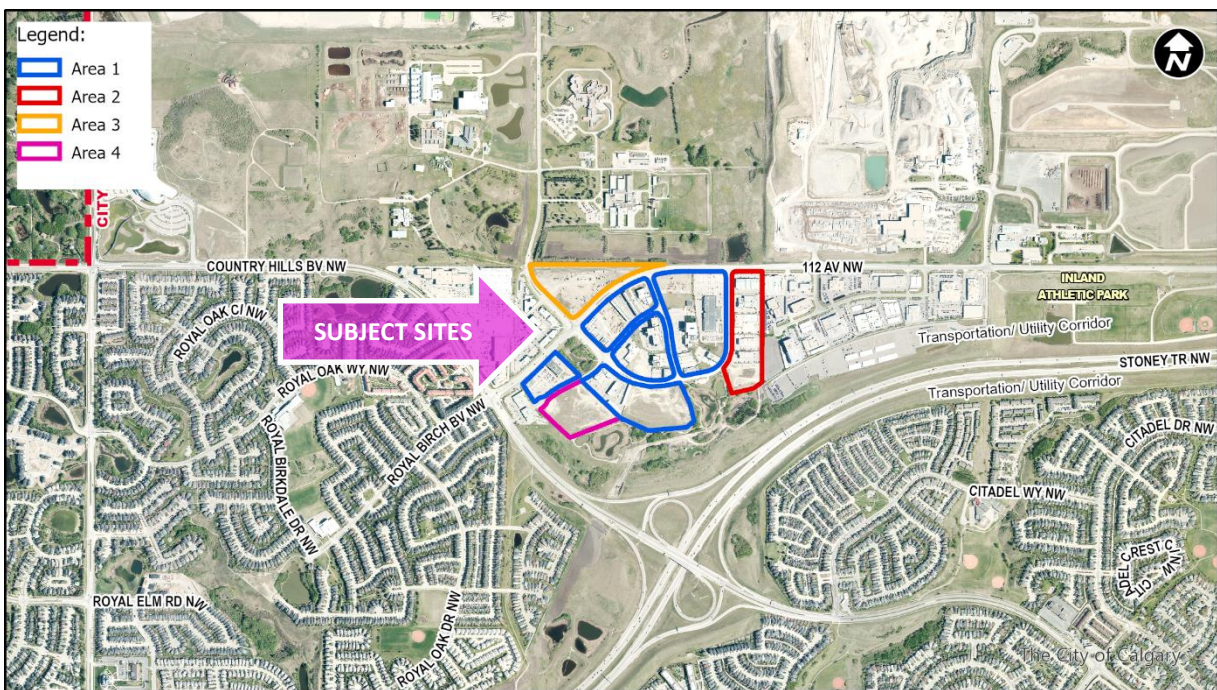 Legend:
Area 1
Area 2
Area 3
Area 4
N
CITY
COUNTRY HILLS BV NW
112 AV NW
INLAND
ATHLETIC PARK
Transportation/ Utility Corridor
STONEY TR NW
Transportation/ Utility Corridor
SUBJECT SITES
ROYAL OAK CI NW
ROYAL OAK WY NW
ROYAL BIRCH BV NW
ROYAL BIRKDALE DR NW
CITADEL DR NW
CITADEL WY NW
ROYAL ELM RD NW
ROYAL OAK DR NW
The City of Calgary